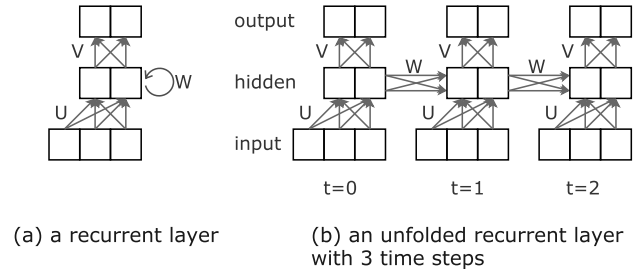 output
V
V
V
hidden
W
W
W
U
U
U
U
input
t=0
t=1
t=2
(a) a recurrent layer
(b) an unfolded recurrent layer
with 3 time steps